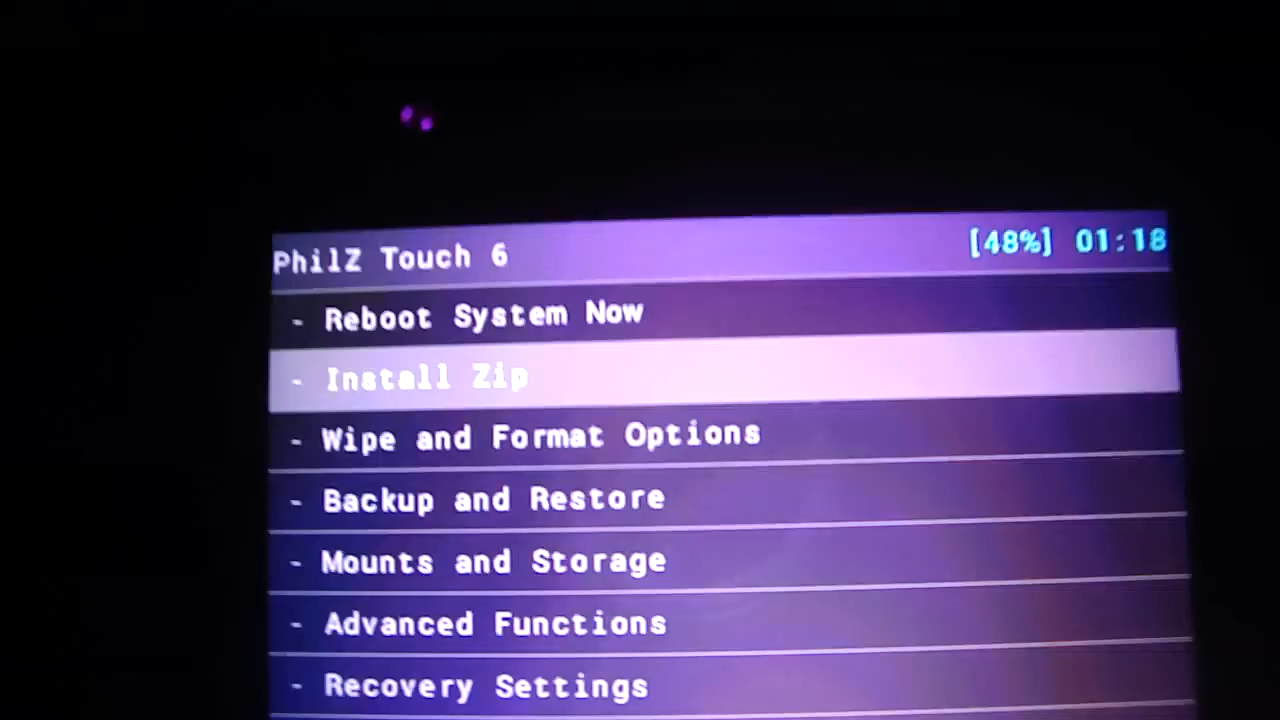 PhilZ Touch 6 [48%] 01:18
- Reboot System Now
- Install Zip
- Wipe and Format Options
- Backup and Restore
- Mounts and Storage
- Advanced Functions
- Recovery Settings